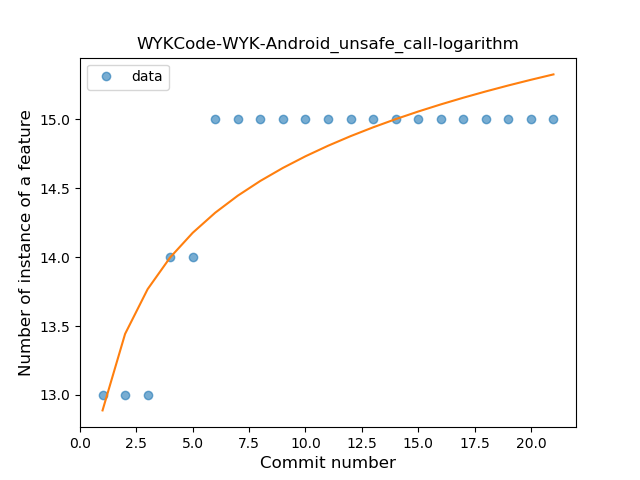 WYKCode-WYK-Android_unsafe_call-logarithm
data
Number of instance of a feature
15.0
14.5
14.0
13.5
13.0
0.0 2.5 5.0 7.5 10.0 12.5 15.0 17.5 20.0
Commit number